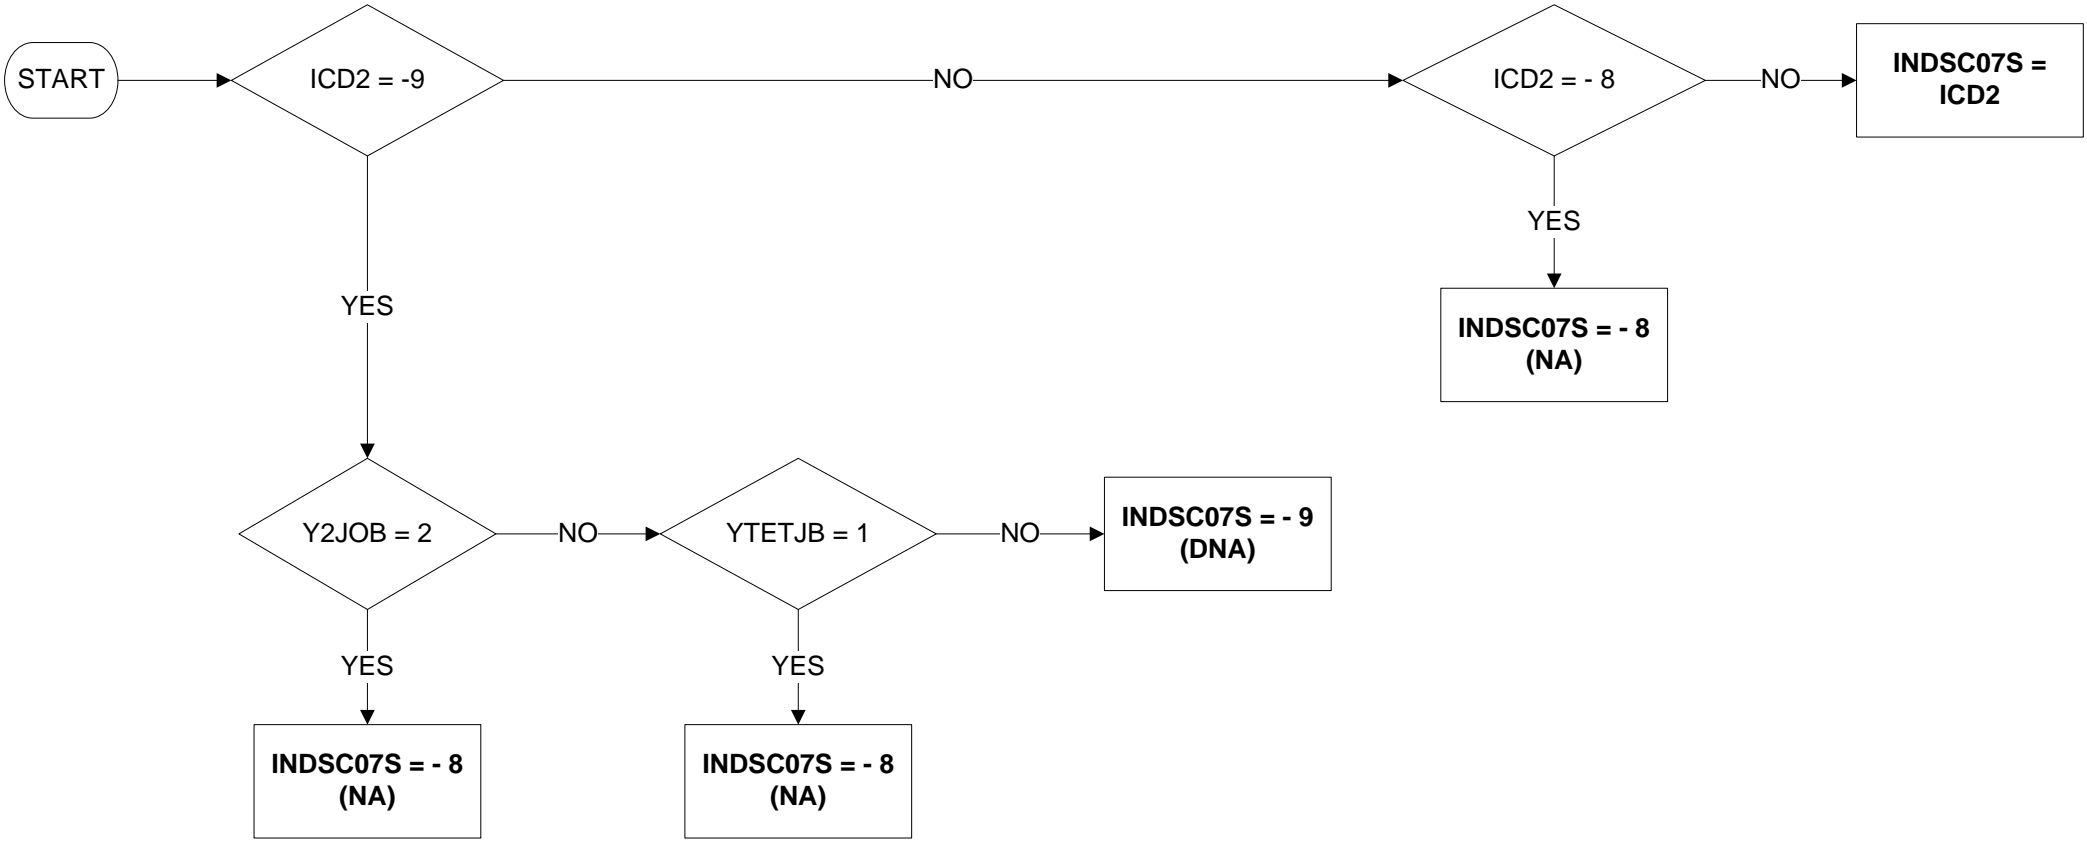 START
ICD2 = -9
NO
ICD2 = - 8
NO
INDSC07S =
ICD2
YES
INDSC07S = - 8
(NA)
YES
Y2JOB = 2
NO
YTETJB = 1
NO
INDSC07S = - 9
(DNA)
YES
YES
INDSC07S = - 8
(NA)
INDSC07S = - 8
(NA)